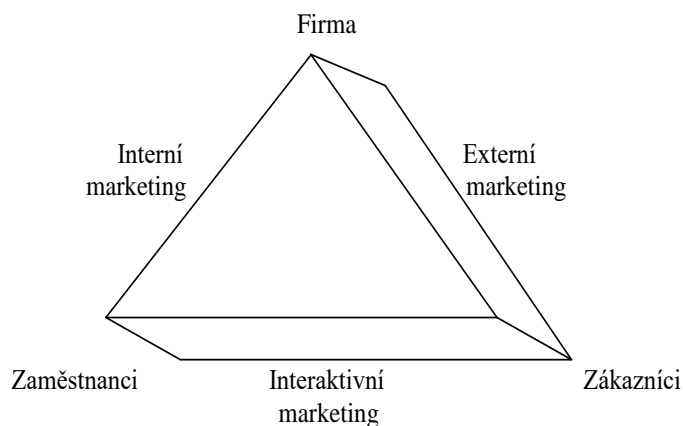 Firma
Interní
marketing
Externí
marketing
Zaměstnanci
Interaktivní
marketing
Zákazníci